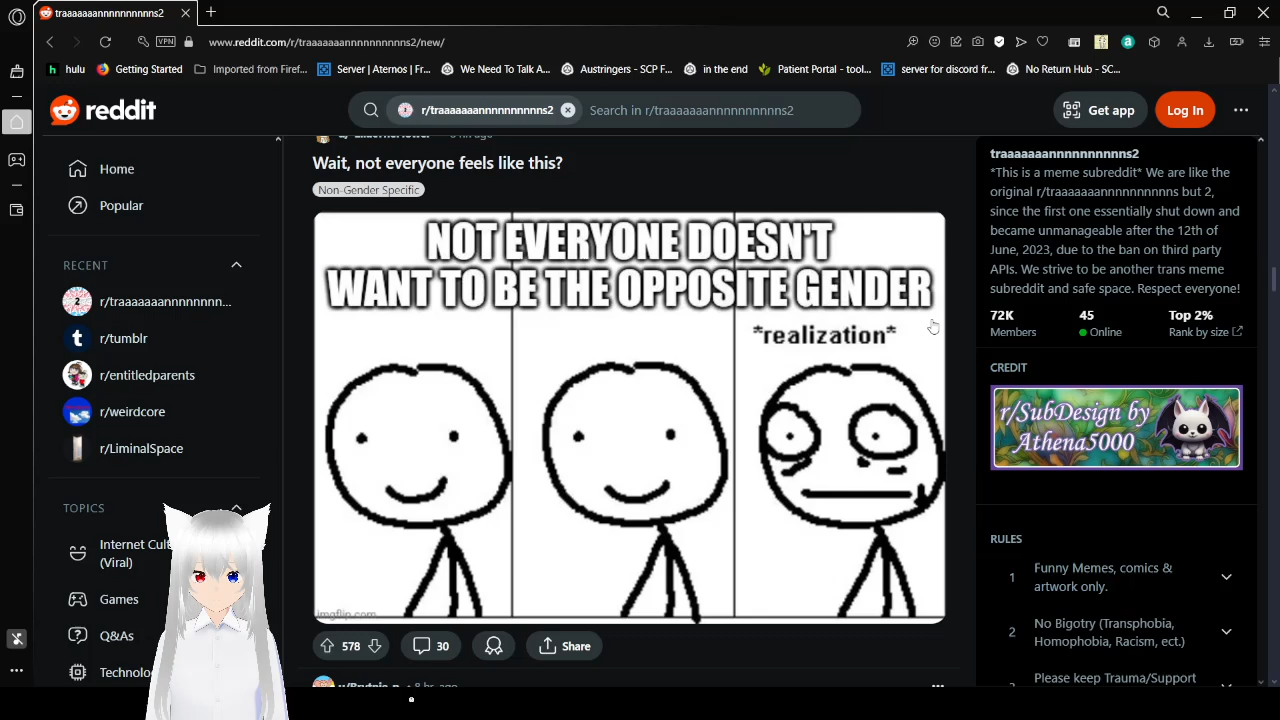 traaaaaaannnnnnnnnns2
VPN
www.reddit.com/r/traaaaaaannnnnnnnnns2/new/
hulu
Getting Started
Imported from Firef...
Server | Aternos | Fr...
We Need To Talk A...
Austringers - SCP F...
in the end
Patient Portal - tool...
server for discord fr...
No Return Hub - SC...
reddit
r/traaaaaaannnnnnnnnns2
Search in r/traaaaaaannnnnnnnnns2
Get app
Log In
Home
Popular
RECENT
r/traaaaaaannnnnnn...
r/tumblr
r/entitledparents
r/weirdcore
r/LiminalSpace
TOPICS
Internet Cult
(Viral)
Games
Q&As
Technolo
Wait, not everyone feels like this?
Non-Gender Specific
NOT EVERYONE DOESN'T
WANT TO BE THE OPPOSITE GENDER
*realization*
imgflip.com
578
30
Share
8 hr. ago
traaaaaaannnnnnnnnns2
*This is a meme subreddit* We are like the
original r/traaaaaaannnnnnnnnns but 2,
since the first one essentially shut down and
became unmanageable after the 12th of
June, 2023, due to the ban on third party
APIs. We strive to be another trans meme
subreddit and safe space. Respect everyone!
72K
Members
45
Online
Top 2%
Rank by size
CREDIT
r/SubDesign by
Athena5000
RULES
1
Funny Memes, comics &
artwork only.
2
No Bigotry (Transphobia,
Homophobia, Racism, ect.)
Please keep Trauma/Support